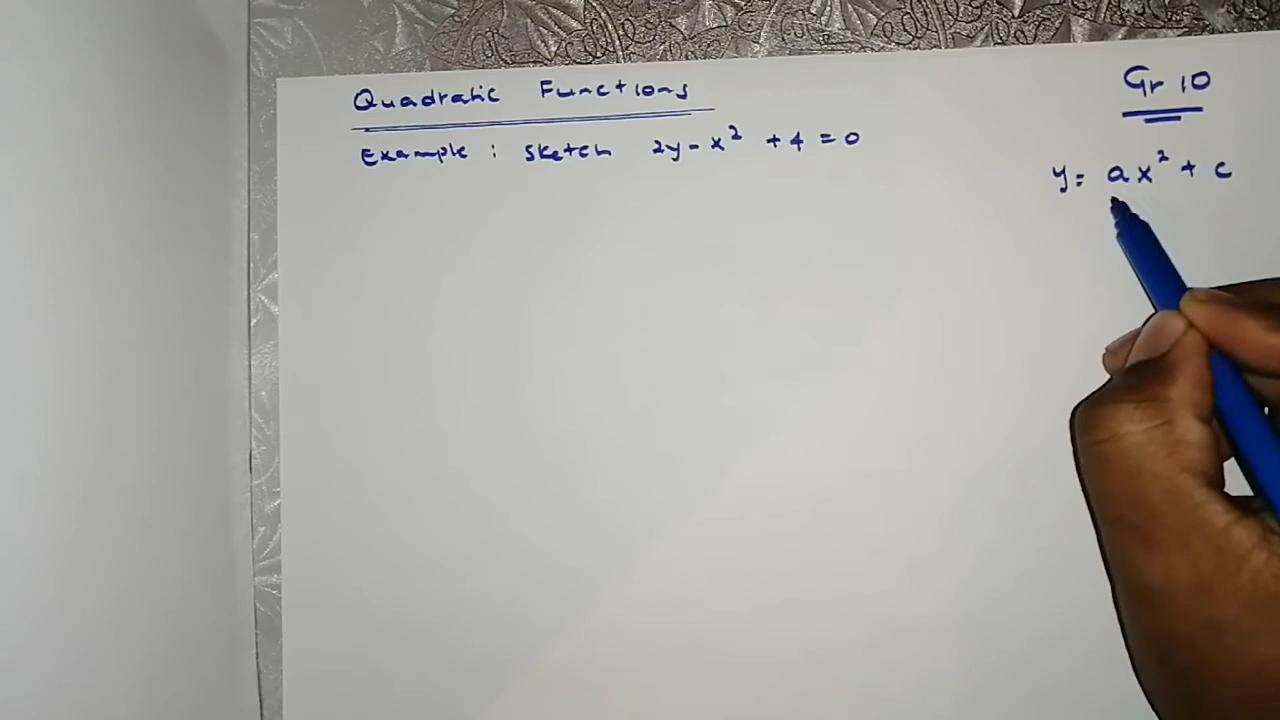 Quadratic Functions
Gr 10
Example : sketch 2y - x² + 4 = 0
y = ax² + c